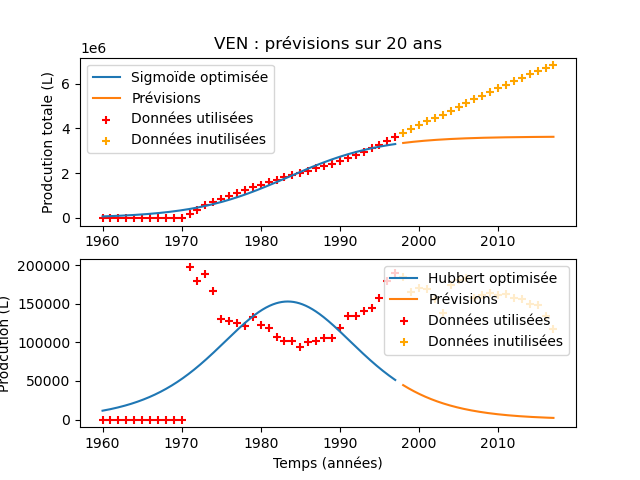 VEN : prévisions sur 20 ans
1e6
Prodcution totale (L)
6
4
2
0
Sigmoïde optimisée
Prévisions
Données utilisées
Données inutilisées
1960 1970 1980 1990 2000 2010
Prodcution (L)
200000
150000
100000
50000
0
Hubbert optimisée
Prévisions
Données utilisées
Données inutilisées
1960 1970 1980 1990 2000 2010
Temps (années)